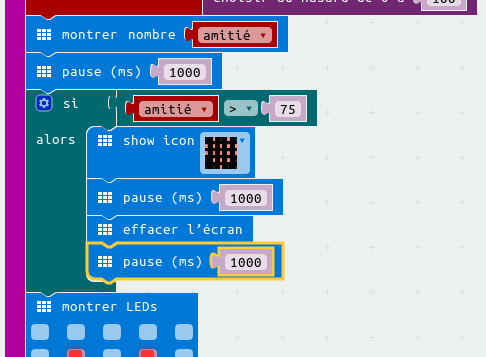 choisir au hasard de 0 à 100
montrer nombre amitié
pause (ms) 1000
si amitié > 75
alors show icon
pause (ms) 1000
effacer l'écran
pause (ms) 1000
montrer LEDs